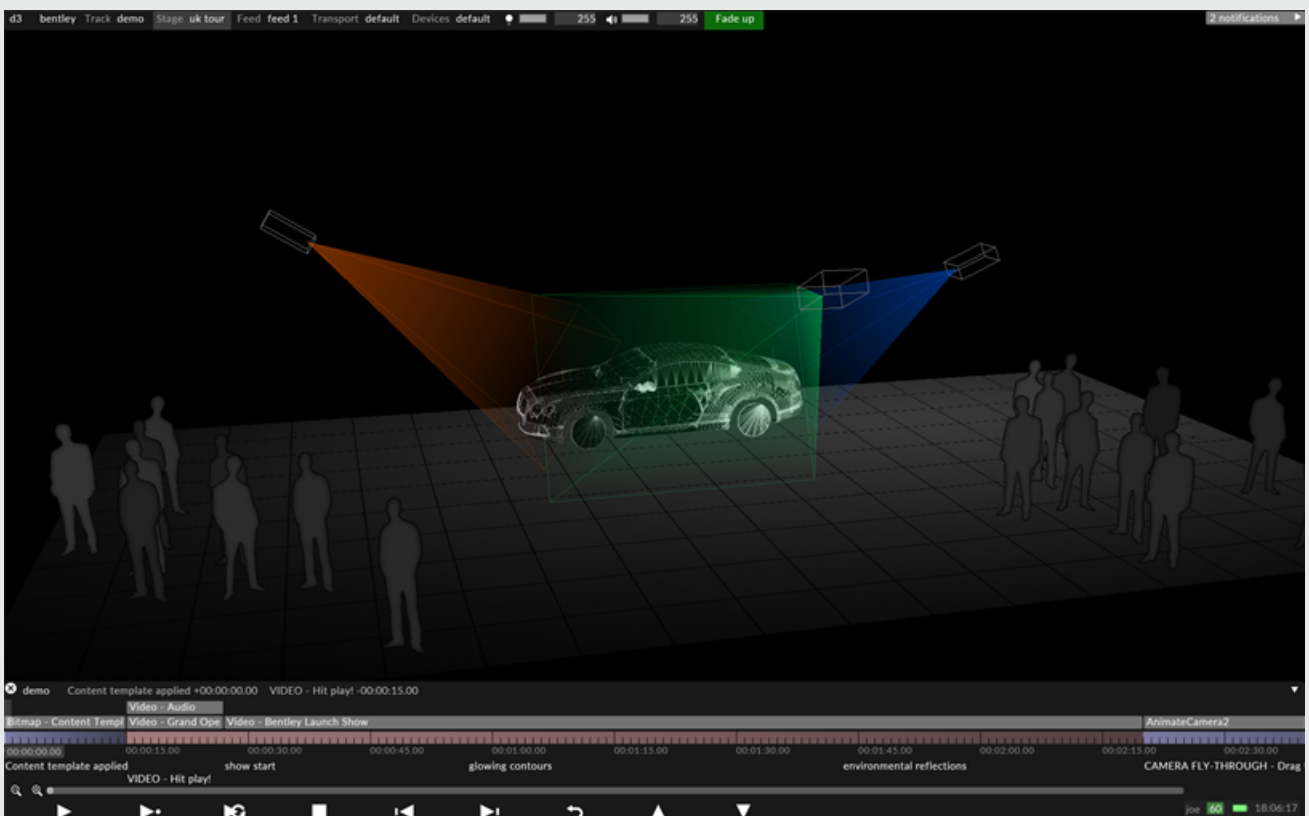 d3 bentley Track demo Stage uk tour Feed feed 1 Transport default Devices default 255 255 Fade up 2 notifications
demo Content template applied +00:00:00.00 VIDEO - Hit play! -00:00:15.00
Video - Audio
Bitmap - Content Templ Video - Grand Ope Video - Bentley Launch Show AnimateCamera2
00:00:00.00 00:00:15.00 00:00:30.00 00:00:45.00 00:01:00.00 00:01:15.00 00:01:30.00 00:01:45.00 00:02:00.00 00:02:15.00 00:02:30.00
Content template applied show start glowing contours environmental reflections CAMERA FLY-THROUGH - Drag
VIDEO - Hit play!
joe 60 18:06:17